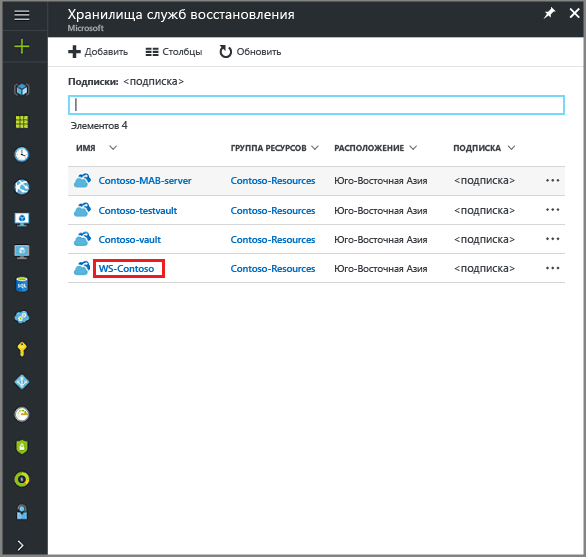 Хранилища служб восстановления
Microsoft
Добавить Столбцы Обновить
Подписки: <подписка>
Элементов 4
ИМЯ ГРУППА РЕСУРСОВ РАСПОЛОЖЕНИЕ ПОДПИСКА
Contoso-MAB-server Contoso-Resources Юго-Восточная Азия <подписка> ...
Contoso-testvault Contoso-Resources Юго-Восточная Азия <подписка> ...
Contoso-vault Contoso-Resources Юго-Восточная Азия <подписка> ...
WS-Contoso Contoso-Resources Юго-Восточная Азия <подписка> ...
SQL